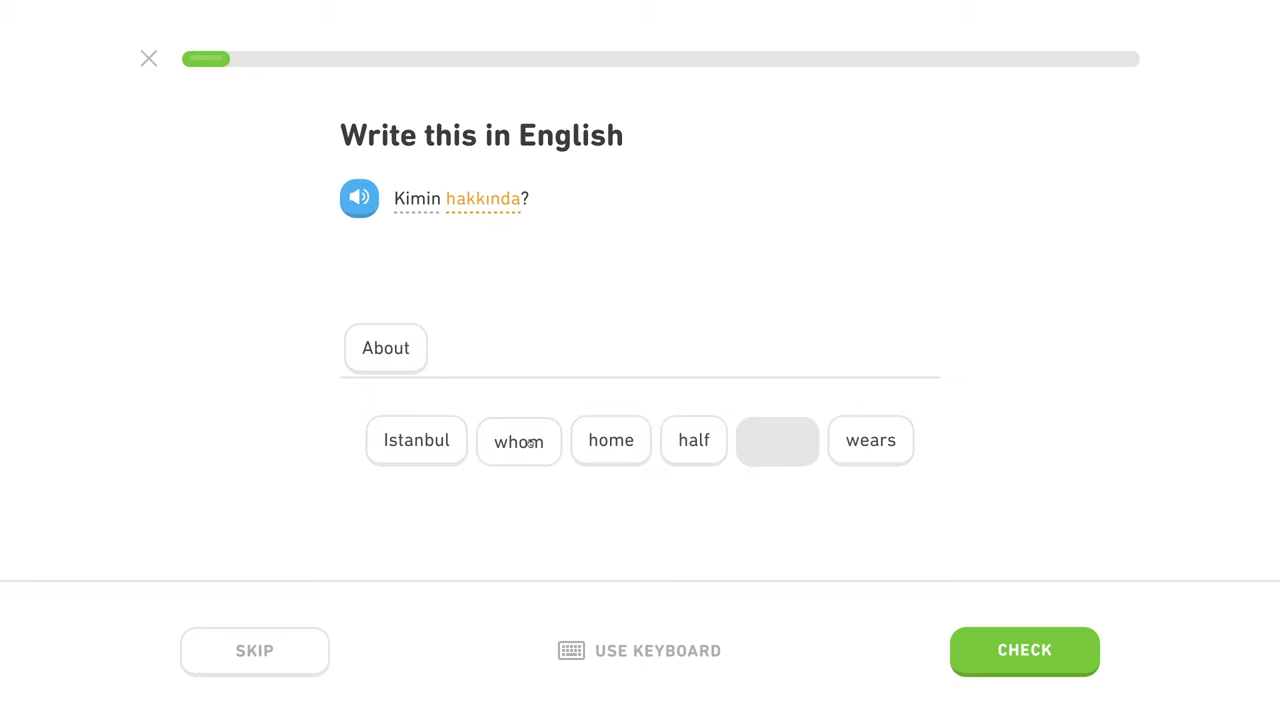 Write this in English
Kimin hakkında?
About
Istanbul whom home half wears
SKIP USE KEYBOARD CHECK